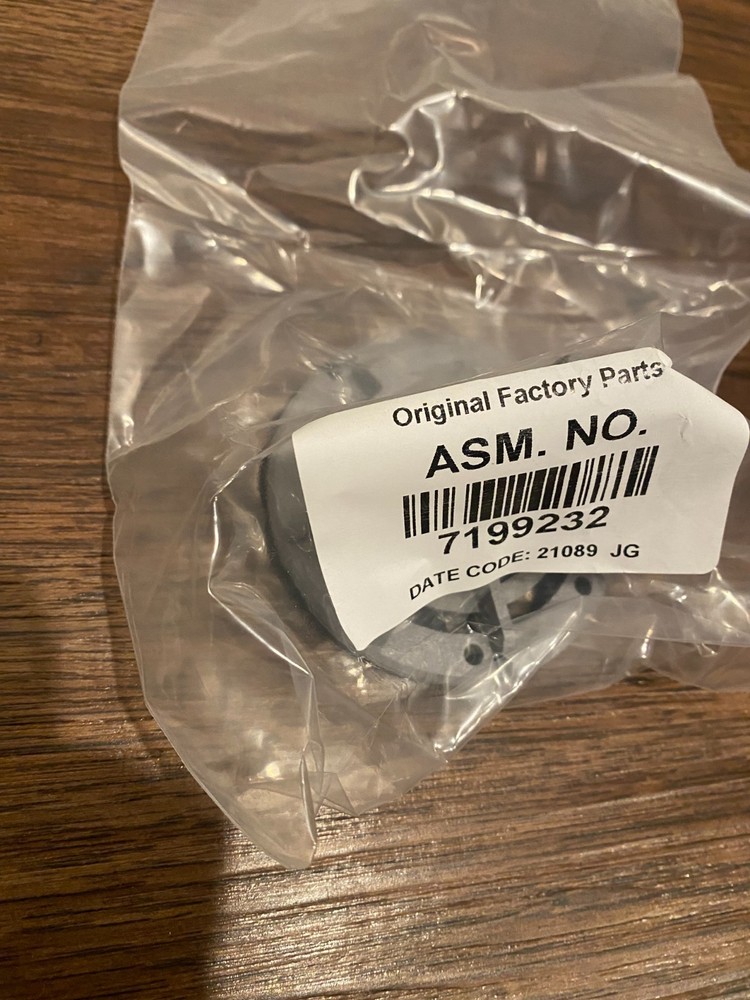 Original Factory Parts
ASM. NO.
7199232
DATE CODE: 21089 JG